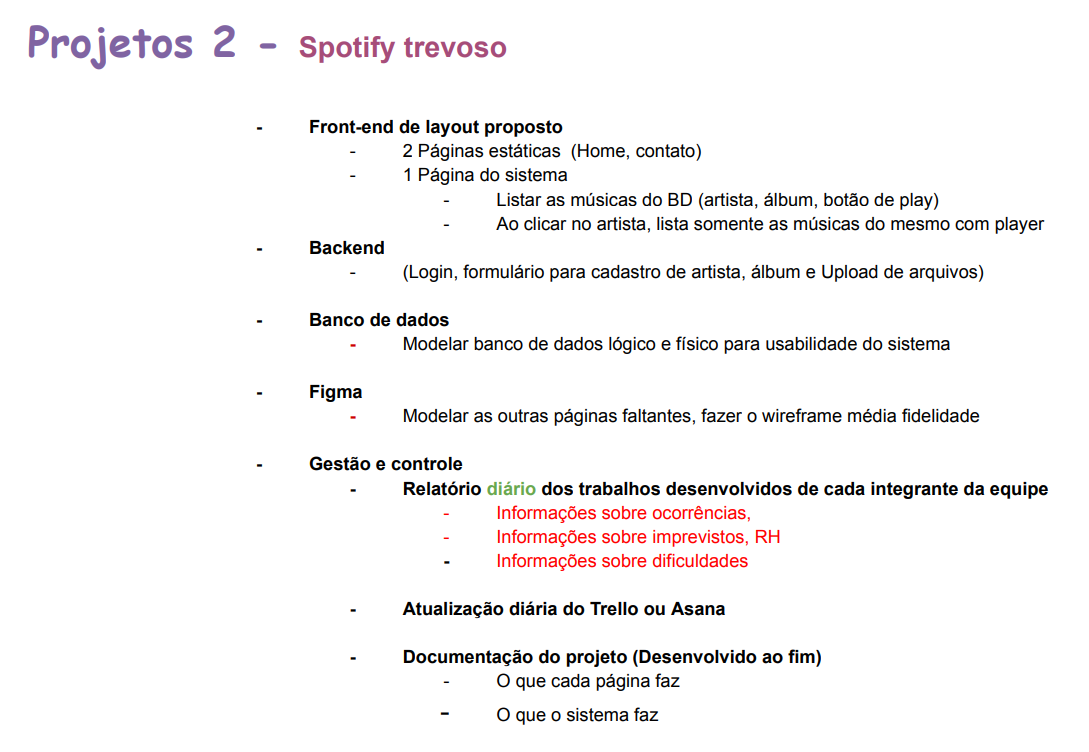 Projetos 2 - Spotify trevoso
- Front-end de layout proposto
- 2 Páginas estáticas (Home, contato)
- 1 Página do sistema
- Listar as músicas do BD (artista, álbum, botão de play)
- Ao clicar no artista, lista somente as músicas do mesmo com player
- Backend
- (Login, formulário para cadastro de artista, álbum e Upload de arquivos)
- Banco de dados
- Modelar banco de dados lógico e físico para usabilidade do sistema
- Figma
- Modelar as outras páginas faltantes, fazer o wireframe média fidelidade
- Gestão e controle
- Relatório diário dos trabalhos desenvolvidos de cada integrante da equipe
- Informações sobre ocorrências,
- Informações sobre imprevistos, RH
- Informações sobre dificuldades
- Atualização diária do Trello ou Asana
- Documentação do projeto (Desenvolvido ao fim)
- O que cada página faz
- O que o sistema faz